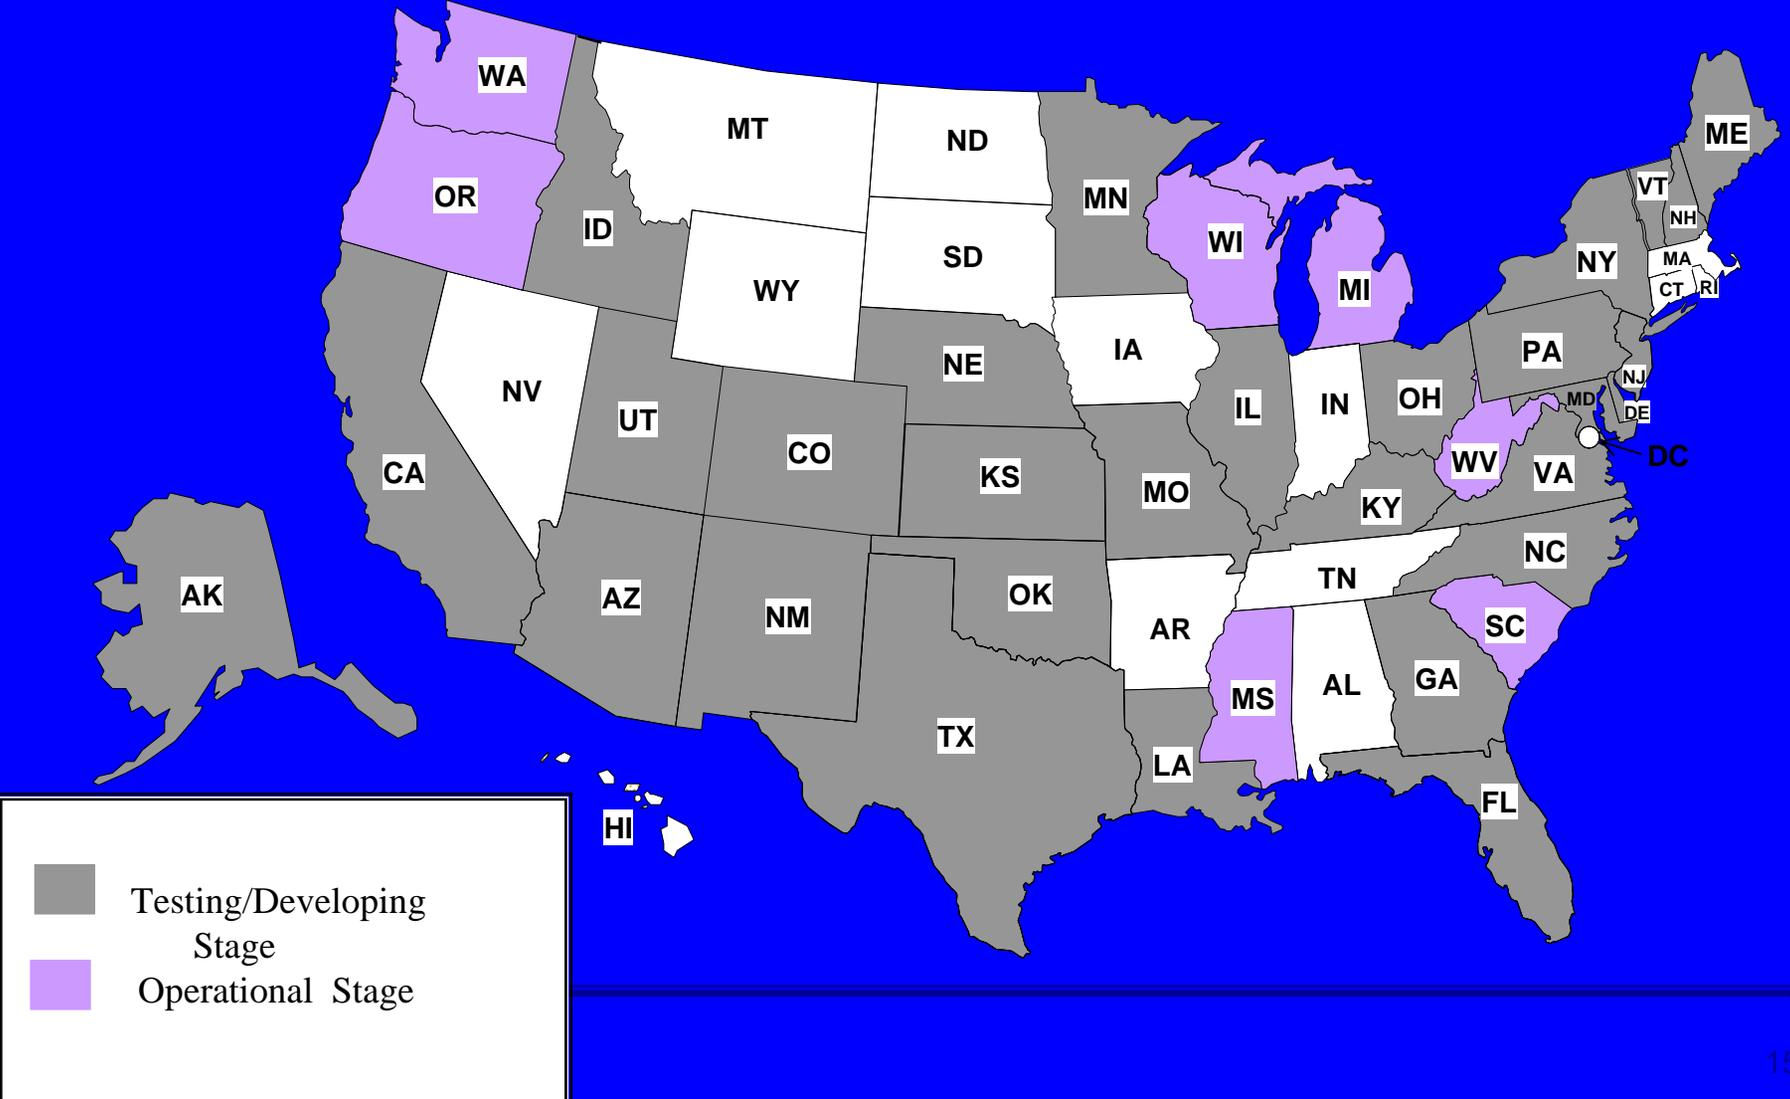 WA
MT
ND
ME
MN
VT
OR
NH
ID
WI
SD
MA
NY
CT
RI
WY
MI
IA
PA
NE
NJ
NV
OH
MD
IN
IL
DE
UT
CO
DC
WV
VA
CA
KS
MO
KY
NC
TN
AK
OK
AZ
NM
SC
AR
GA
AL
MS
TX
LA
FL
HI
Testing/Developing
Stage
Operational Stage